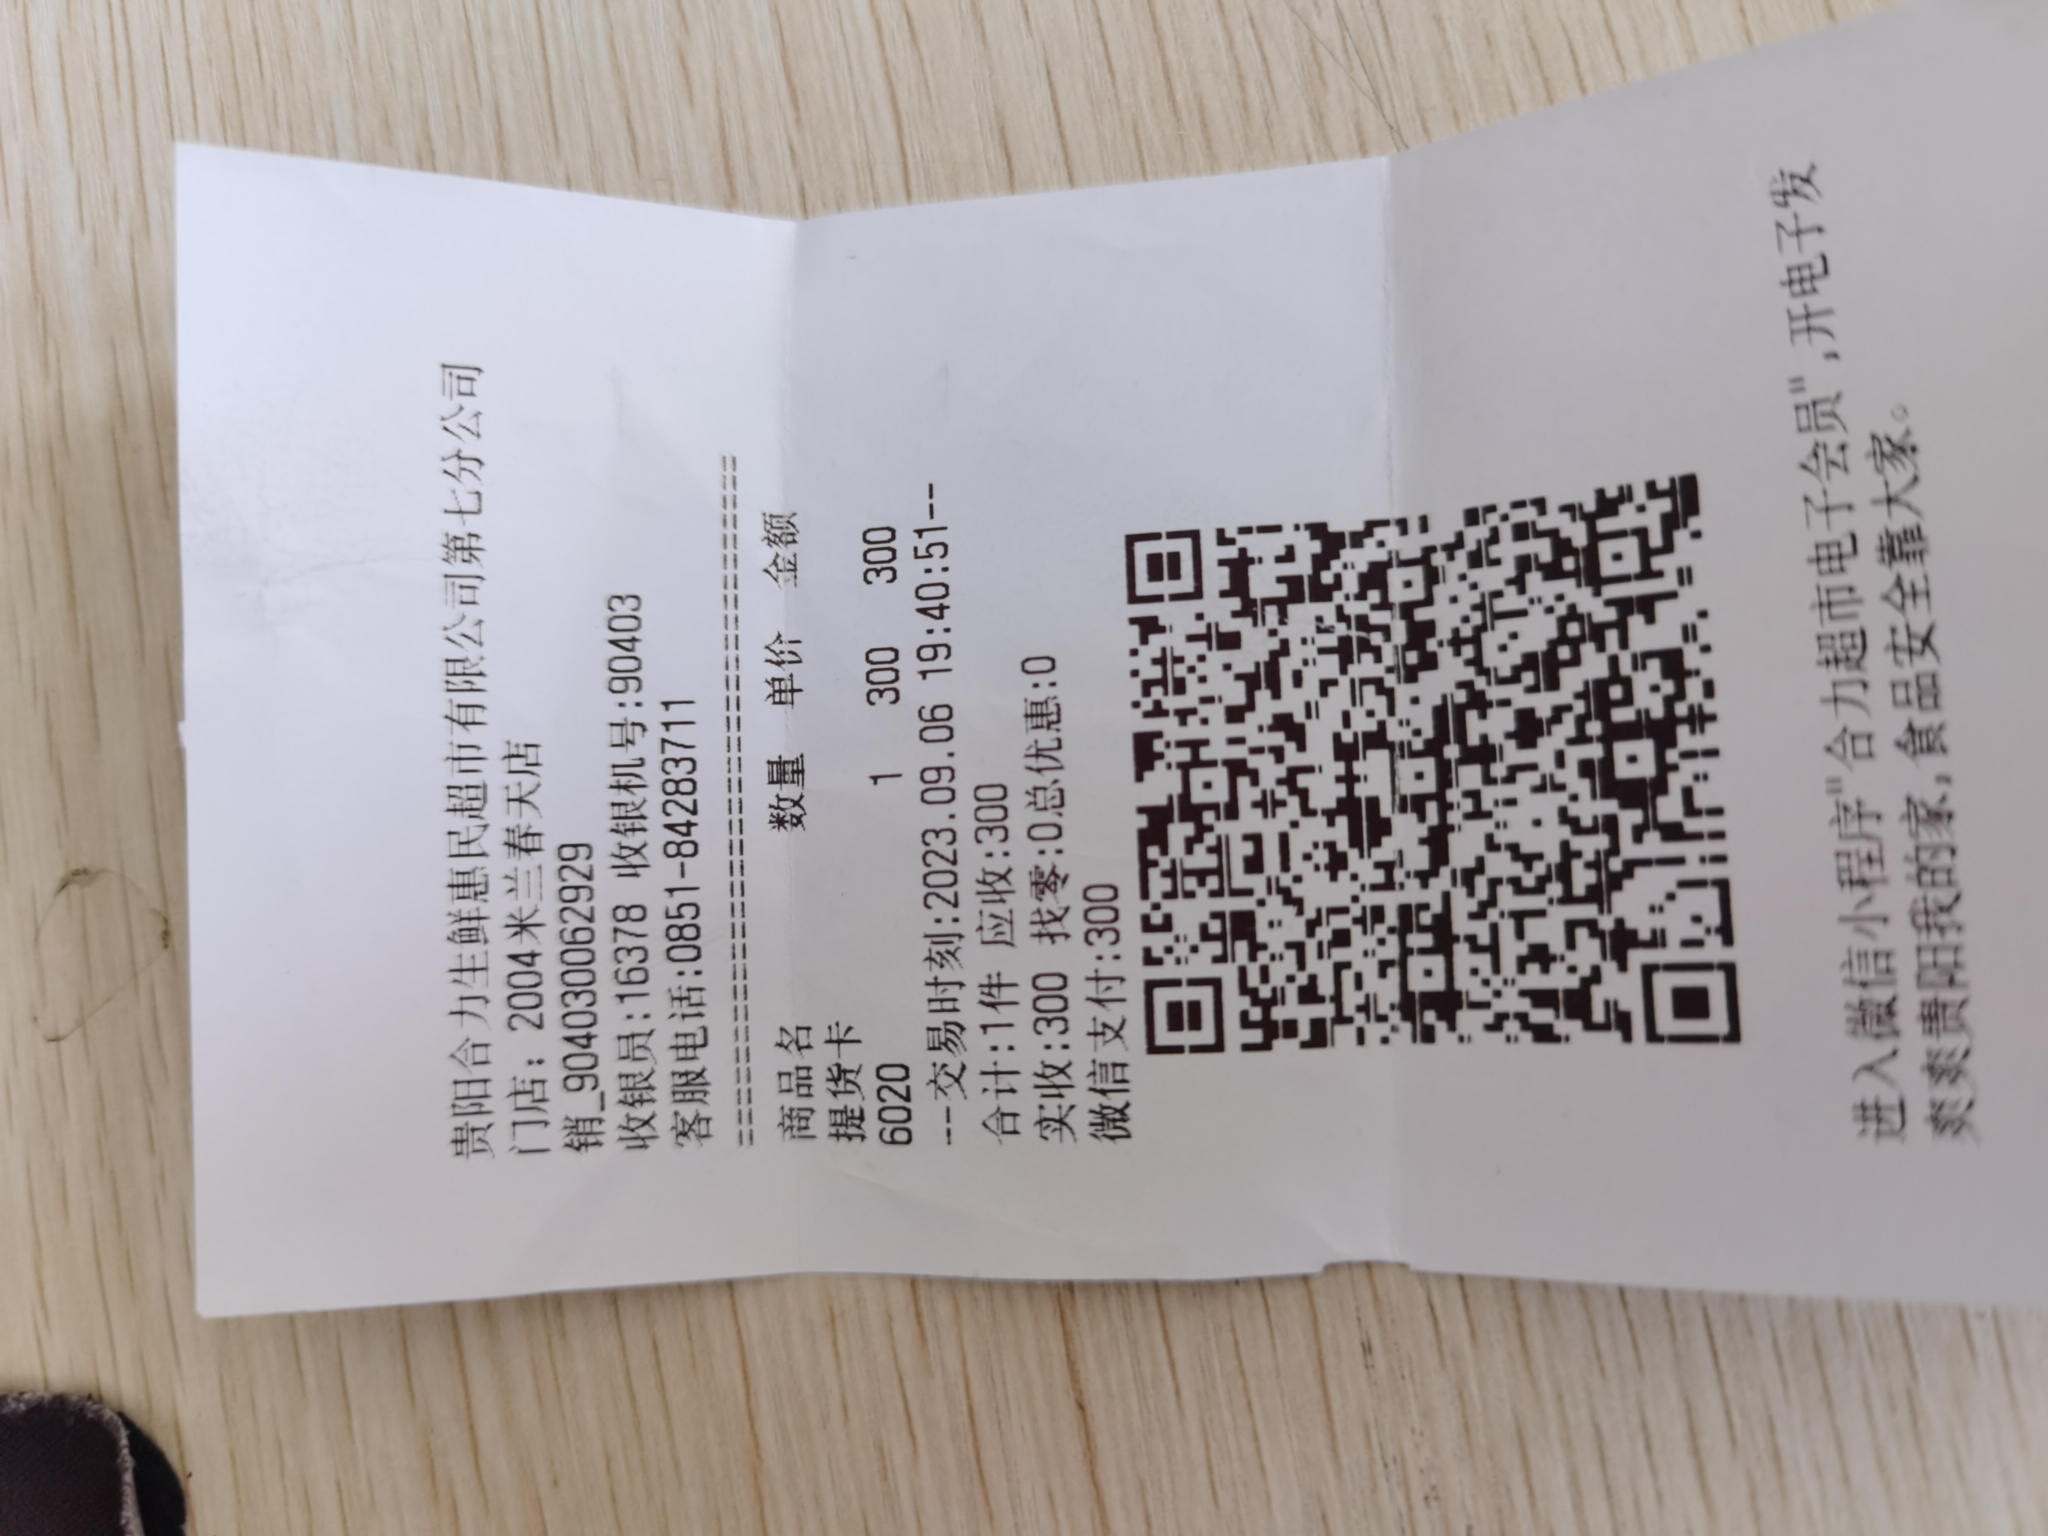 贵阳合力生鲜惠民超市有限公司第七分公司
门店: 2004米兰春天店
销_904030062929
收银员:16378 收银机号:90403
客服电话:0851-84283711
========================================
商品名 数量 单价 金额
提货卡
6020 1 300 300
--交易时刻:2023.09.06 19:40:51--
合计:1件 应收:300
实收:300 找零:0总优惠:0
微信支付:300
进入微信小程序"合力超市电子会员",开电子发
爽爽贵阳我的家,食品安全靠大家。